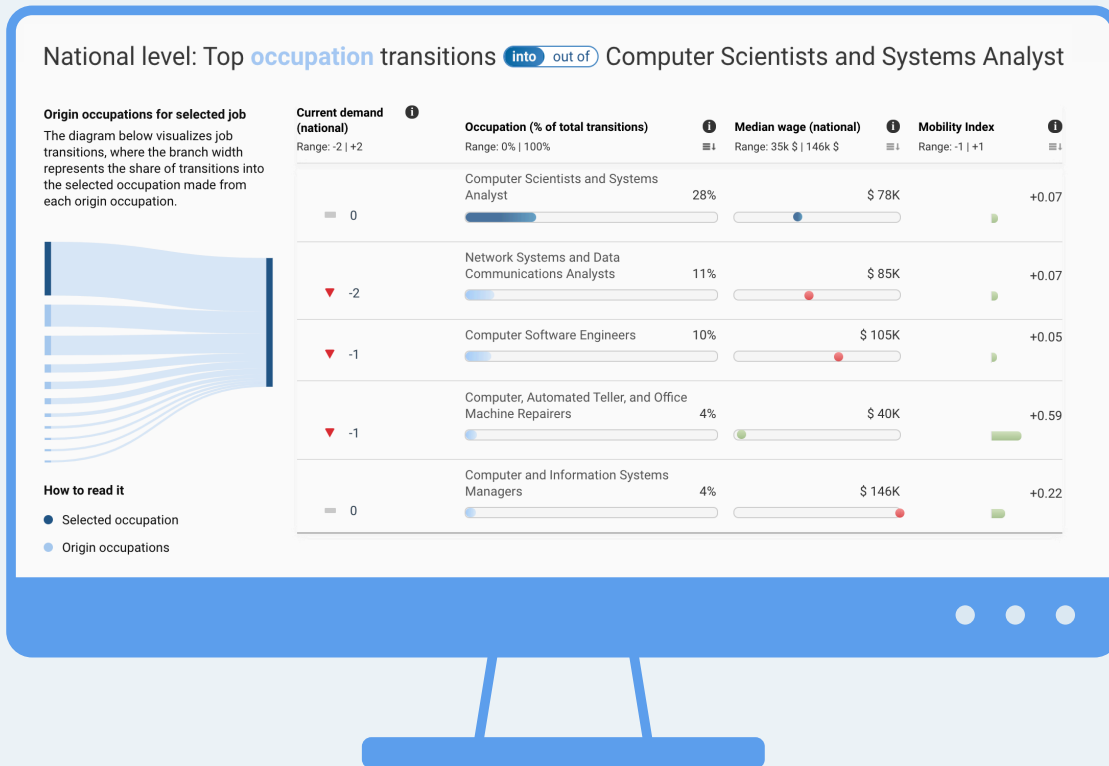 National level: Top occupation transitions into out of Computer Scientists and Systems Analyst
Origin occupations for selected job
The diagram below visualizes job
transitions, where the branch width
represents the share of transitions into
the selected occupation made from
each origin occupation.
How to read it
Selected occupation
Origin occupations
Current demand
(national)
Range: -2 | +2
Occupation (% of total transitions)
Range: 0% | 100%
Median wage (national)
Range: 35k $ | 146k $
Mobility Index
Range: -1 | +1
0
Computer Scientists and Systems
Analyst 28%
$ 78K
+0.07
-2
Network Systems and Data
Communications Analysts 11%
$ 85K
+0.07
-1
Computer Software Engineers 10%
$ 105K
+0.05
-1
Computer, Automated Teller, and Office
Machine Repairers 4%
$ 40K
+0.59
0
Computer and Information Systems
Managers 4%
$ 146K
+0.22